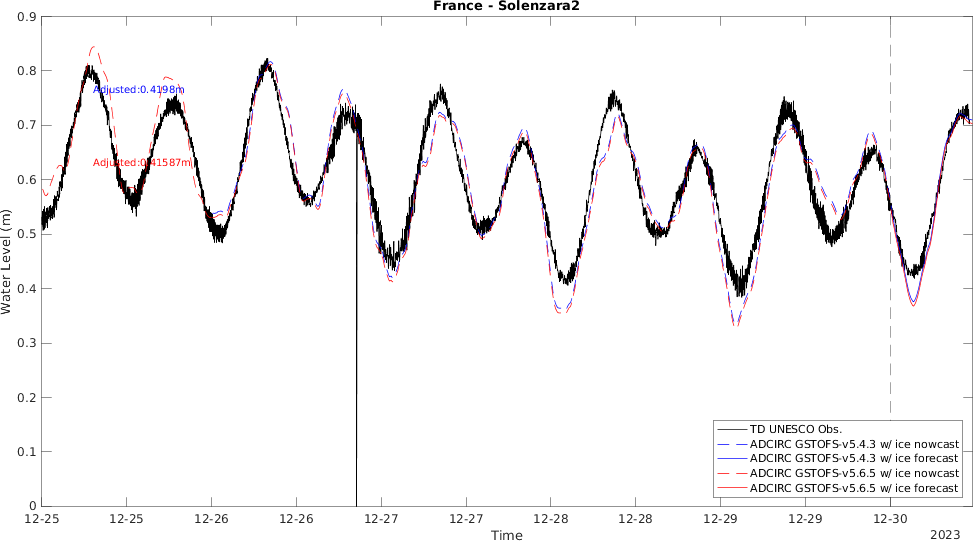 France - Solenzara2
0.9
0.8
0.7
0.6
0.5
0.4
0.3
0.2
0.1
0
Water Level (m)
Adjusted:0.4198m
Adjusted:0.41587m
TD UNESCO Obs.
ADCIRC GSTOFS-v5.4.3 w/ ice nowcast
ADCIRC GSTOFS-v5.4.3 w/ ice forecast
ADCIRC GSTOFS-v5.6.5 w/ ice nowcast
ADCIRC GSTOFS-v5.6.5 w/ ice forecast
12-25 12-25 12-26 12-26 12-27 12-27 12-28 12-28 12-29 12-29 12-30
Time
2023